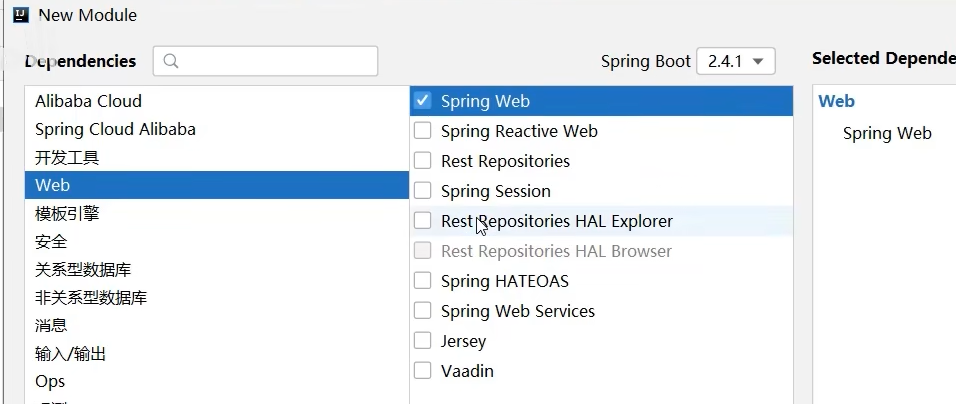 New Module
Dependencies
Spring Boot 2.4.1
Selected Depende
Alibaba Cloud
Spring Cloud Alibaba
开发工具
Web
模板引擎
安全
关系型数据库
非关系型数据库
消息
输入/输出
Ops
Spring Web
Spring Reactive Web
Rest Repositories
Spring Session
Rest Repositories HAL Explorer
Rest Repositories HAL Browser
Spring HATEOAS
Spring Web Services
Jersey
Vaadin
Web
Spring Web